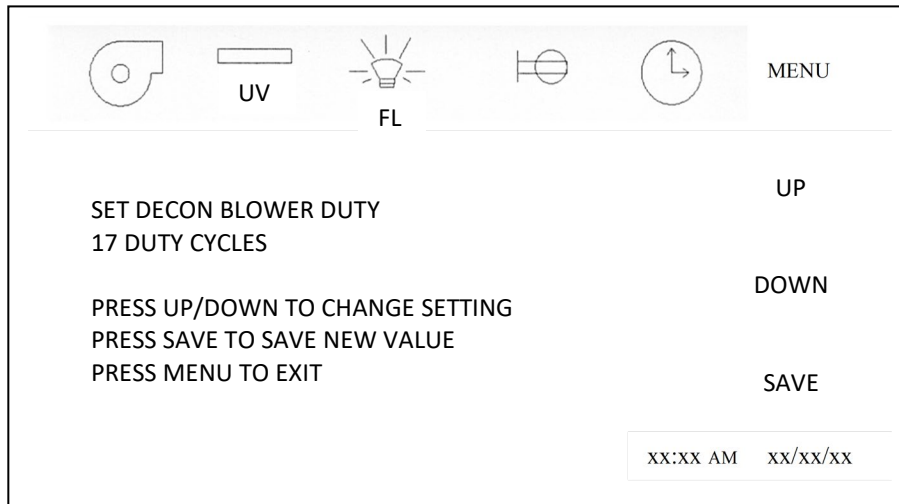 MENU
UV
FL
UP
SET DECON BLOWER DUTY
17 DUTY CYCLES
DOWN
PRESS UP/DOWN TO CHANGE SETTING
PRESS SAVE TO SAVE NEW VALUE
PRESS MENU TO EXIT
SAVE
xx:xx AM xx/xx/xx